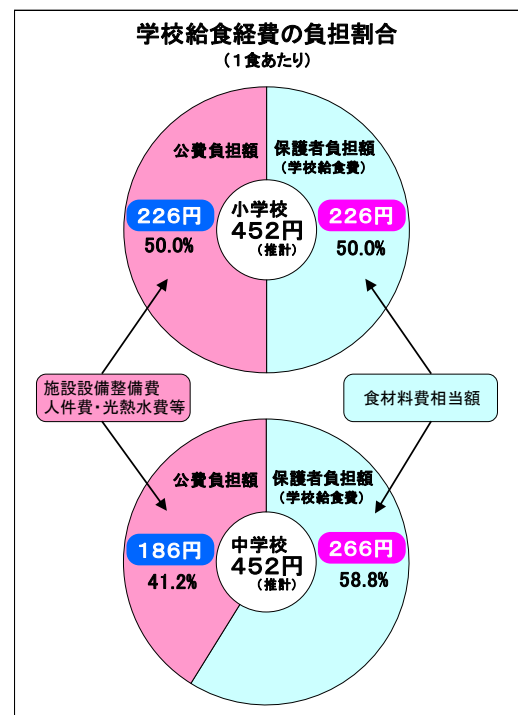 学校給食経費の負担割合
（１食あたり）
公費負担額
保護者負担額
（学校給食費）
226円
50.0%
小学校
452円
（推計）
226円
50.0%
施設設備整備費
人件費・光熱水費等
食材料費相当額
公費負担額
保護者負担額
（学校給食費）
186円
41.2%
中学校
452円
（推計）
266円
58.8%